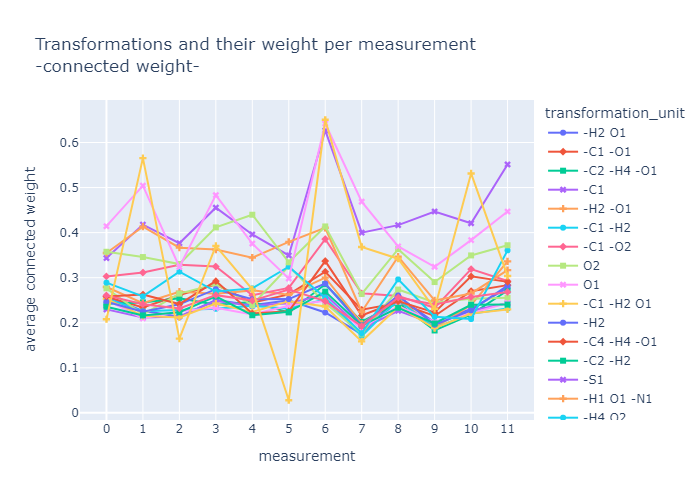 Transformations and their weight per measurement
-connected weight-
transformation_unit
-H2 O1
-C1 -O1
-C2 -H4 -O1
-C1
-H2 -O1
-C1 -H2
-C1 -O2
O2
O1
-C1 -H2 O1
-H2
-C4 -H4 -O1
-C2 -H2
-S1
-H1 O1 -N1
-H4 O2
average connected weight
0.6
0.5
0.4
0.3
0.2
0.1
0
0 1 2 3 4 5 6 7 8 9 10 11
measurement